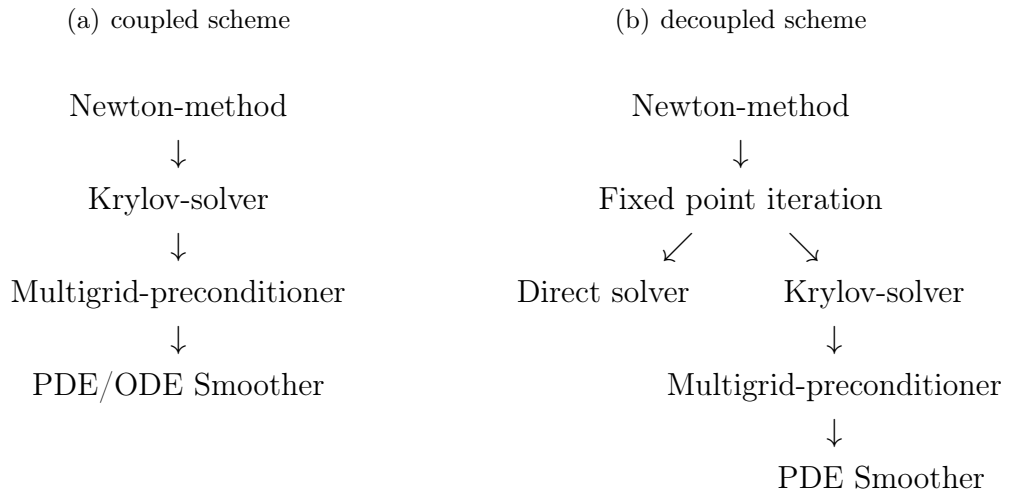 (a) coupled scheme
Newton-method
↓
Krylov-solver
↓
Multigrid-preconditioner
↓
PDE/ODE Smoother
(b) decoupled scheme
Newton-method
↓
Fixed point iteration
↙ ↘
Direct solver Krylov-solver
↓
Multigrid-preconditioner
↓
PDE Smoother